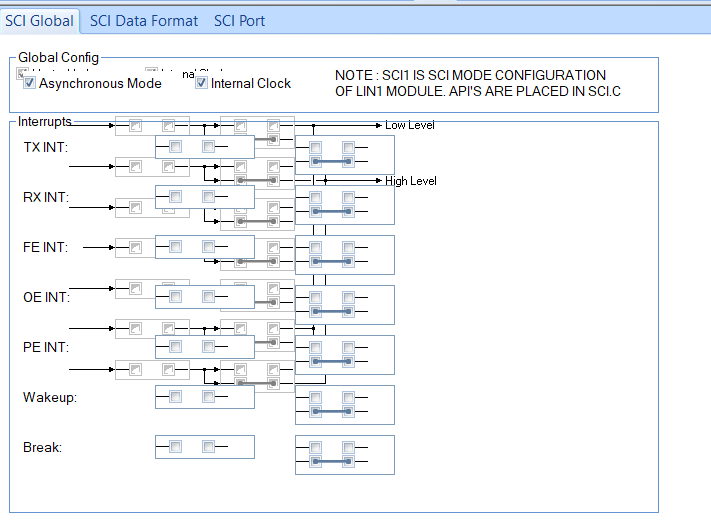 SCI Global SCI Data Format SCI Port
Global Config
Asynchronous Mode Internal Clock
NOTE : SCI1 IS SCI MODE CONFIGURATION
OF LIN1 MODULE. API'S ARE PLACED IN SCI.C
Interrupts
Low Level
TX INT:
High Level
RX INT:
FE INT:
OE INT:
PE INT:
Wakeup:
Break: